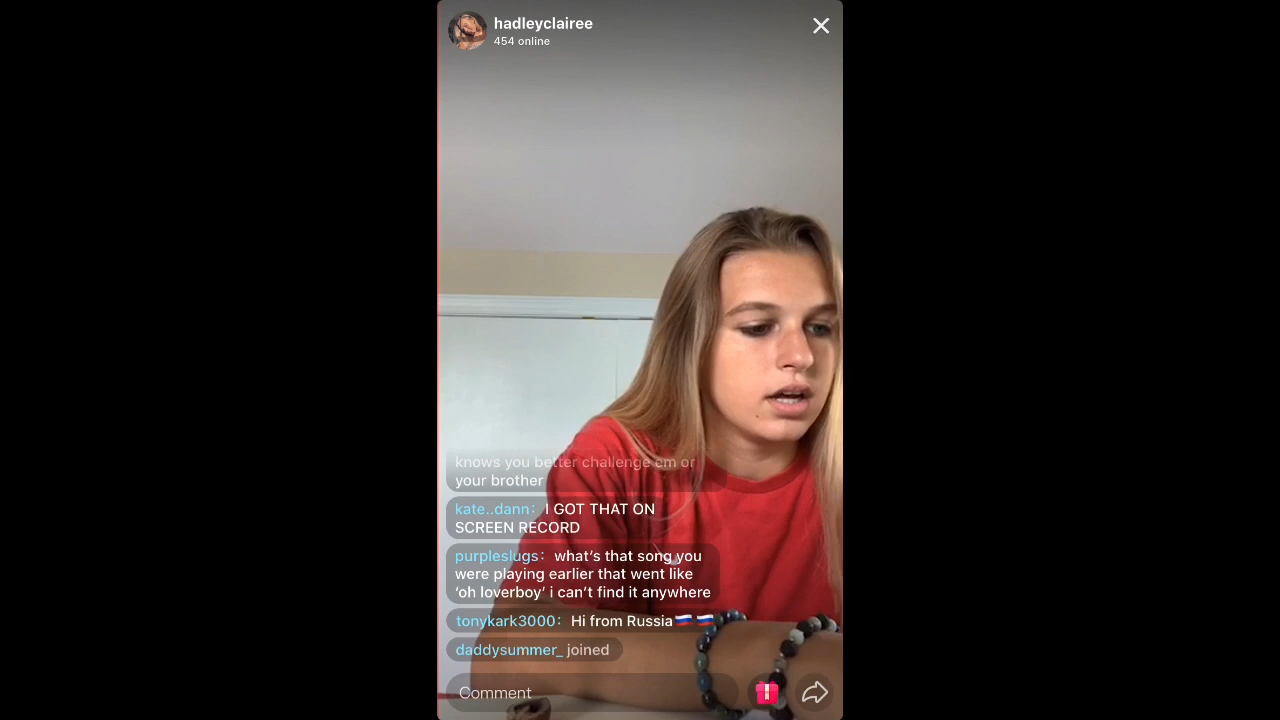 hadleyclairee
454 online
knows you better challenge em or
your brother
kate..dann: I GOT THAT ON
SCREEN RECORD
purpleslugs: what's that song you
were playing earlier that went like
‘oh loverboy’ i can't find it anywhere
tonykark3000: Hi from Russia🇷🇺🇷🇺
daddysummer_ joined
Comment